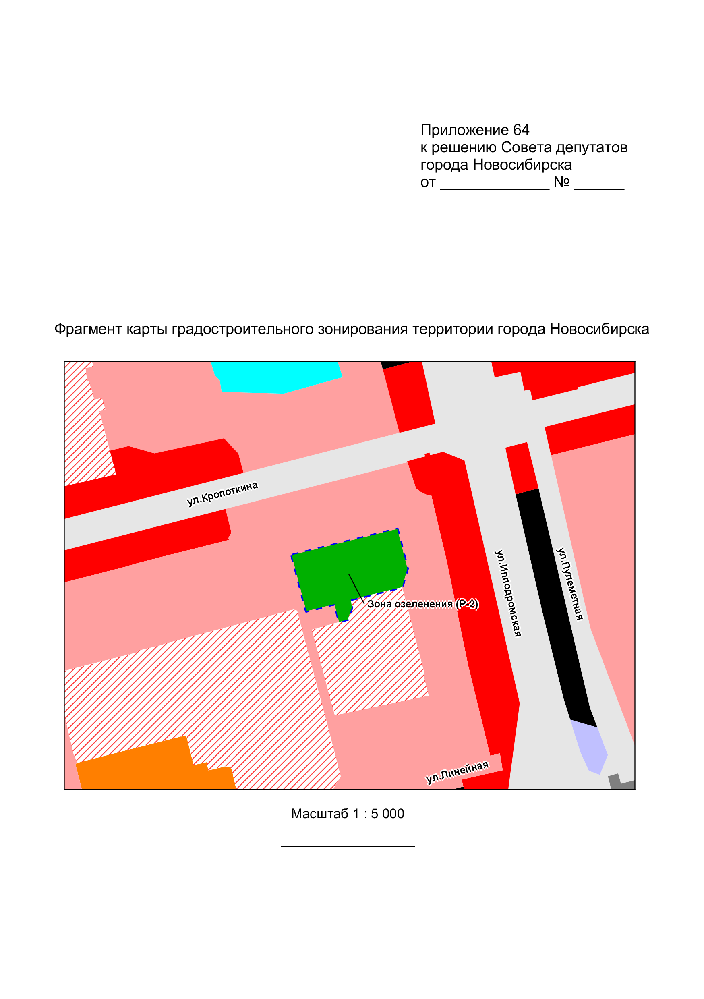 Приложение 64
к решению Совета депутатов
города Новосибирска
от _____________ № ______
Фрагмент карты градостроительного зонирования территории города Новосибирска
ул.Кропоткина
ул.Ипподромская
ул.Пулеметная
Зона озеленения (Р-2)
ул.Линейная
Масштаб 1 : 5 000